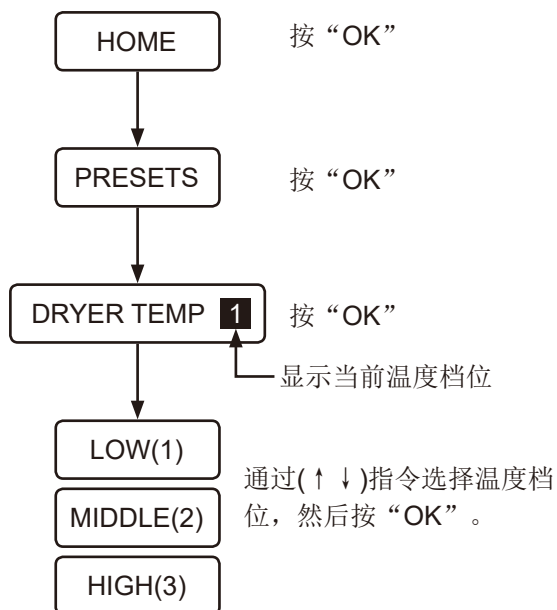 HOME
按“OK”
PRESETS
按“OK”
DRYER TEMP 1
按“OK”
显示当前温度档位
LOW(1)
MIDDLE(2)
HIGH(3)
通过(↑↓)指令选择温度档
位，然后按“OK”。